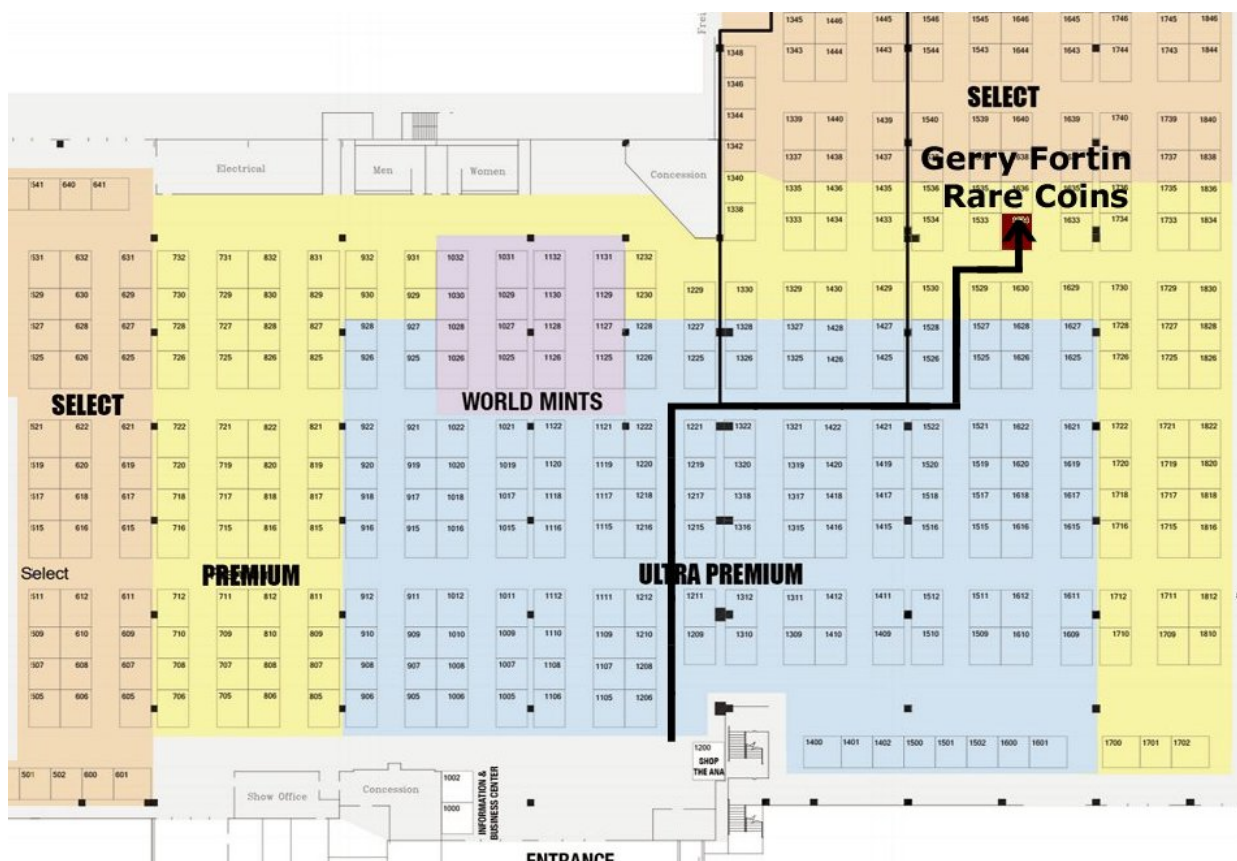 1345 1446 1445 1546 1545 1646 1645 1746 1745 1846
Frei
1348 1343 1444 1443 1544 1543 1644 1643 1744 1743 1844
1346
SELECT
1344 1339 1440 1439 1540 1539 1640 1639 1740 1739 1840
1342
1337 1438 1437 1737 1838
Gerry Fortin
Rare Coins
Electrical
Men
Women
Concession
1340
541 640 641
1335 1436 1435 1735 1836
1338
1333 1434 1433 1534 1533 1633 1734 1733 1834
531 632 631 732 731 832 831 932 931 1032 1031 1132 1131 1232
529 630 629 730 729 830 829 930 929 1030 1029 1130 1129 1230 1229 1330 1329 1430 1429 1530 1529 1630 1629 1730 1729 1830
527 628 627 728 727 828 827 928 927 1028 1027 1128 1127 1228 1227 1328 1327 1428 1427 1528 1527 1628 1627 1728 1727 1828
525 626 625 726 725 826 825 926 925 1026 1025 1126 1125 1226 1225 1326 1325 1426 1425 1526 1525 1626 1625 1726 1725 1826
SELECT
WORLD MINTS
521 622 621 722 721 822 821 922 921 1022 1021 1122 1121 1222 1221 1322 1321 1422 1421 1522 1521 1622 1621 1722 1721 1822
519 620 619 720 719 820 819 920 919 1020 1019 1120 1119 1220 1219 1320 1319 1420 1419 1520 1519 1620 1619 1720 1719 1820
517 618 617 718 717 818 817 918 917 1018 1017 1118 1117 1218 1217 1318 1317 1418 1417 1518 1517 1618 1617 1718 1717 1818
515 616 615 716 715 816 815 916 915 1016 1015 1116 1115 1216 1215 1316 1315 1416 1415 1516 1515 1616 1615 1716 1715 1816
Select
PREMIUM
ULTRA PREMIUM
511 612 611 712 711 812 811 912 911 1012 1011 1112 1111 1212 1211 1312 1311 1412 1411 1512 1511 1612 1611 1712 1711 1812
509 610 609 710 709 810 809 910 909 1010 1009 1110 1109 1210 1209 1310 1309 1410 1409 1510 1509 1610 1609 1710 1709 1810
507 608 607 708 707 808 807 908 907 1008 1007 1108 1107 1208
505 606 605 706 705 806 805 906 905 1006 1005 1106 1105 1206
1400 1401 1402 1500 1501 1502 1600 1601 1700 1701 1702
1200
SHOP
THE ANA
501 502 600 601
Show Office
Concession
1002
1000
INFORMATION &
BUSINESS CENTER
ENTRANCE